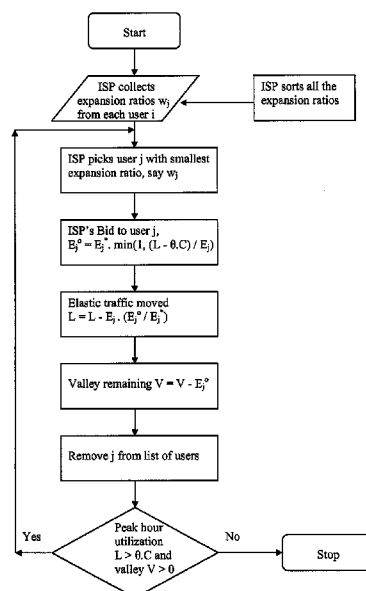 Start
ISP collects
expansion ratios wj
from each user i
ISP sorts all the
expansion ratios
ISP picks user j with smallest
expansion ratio, say wj
ISP's Bid to user j,
Ej° = Ej*. min(1, (L - θ.C) / Ej)
Elastic traffic moved
L = L - Ej . (Ej° / Ej*)
Valley remaining V = V - Ej°
Remove j from list of users
Yes
Peak hour
utilization
L > θ.C and
valley V > 0
No
Stop